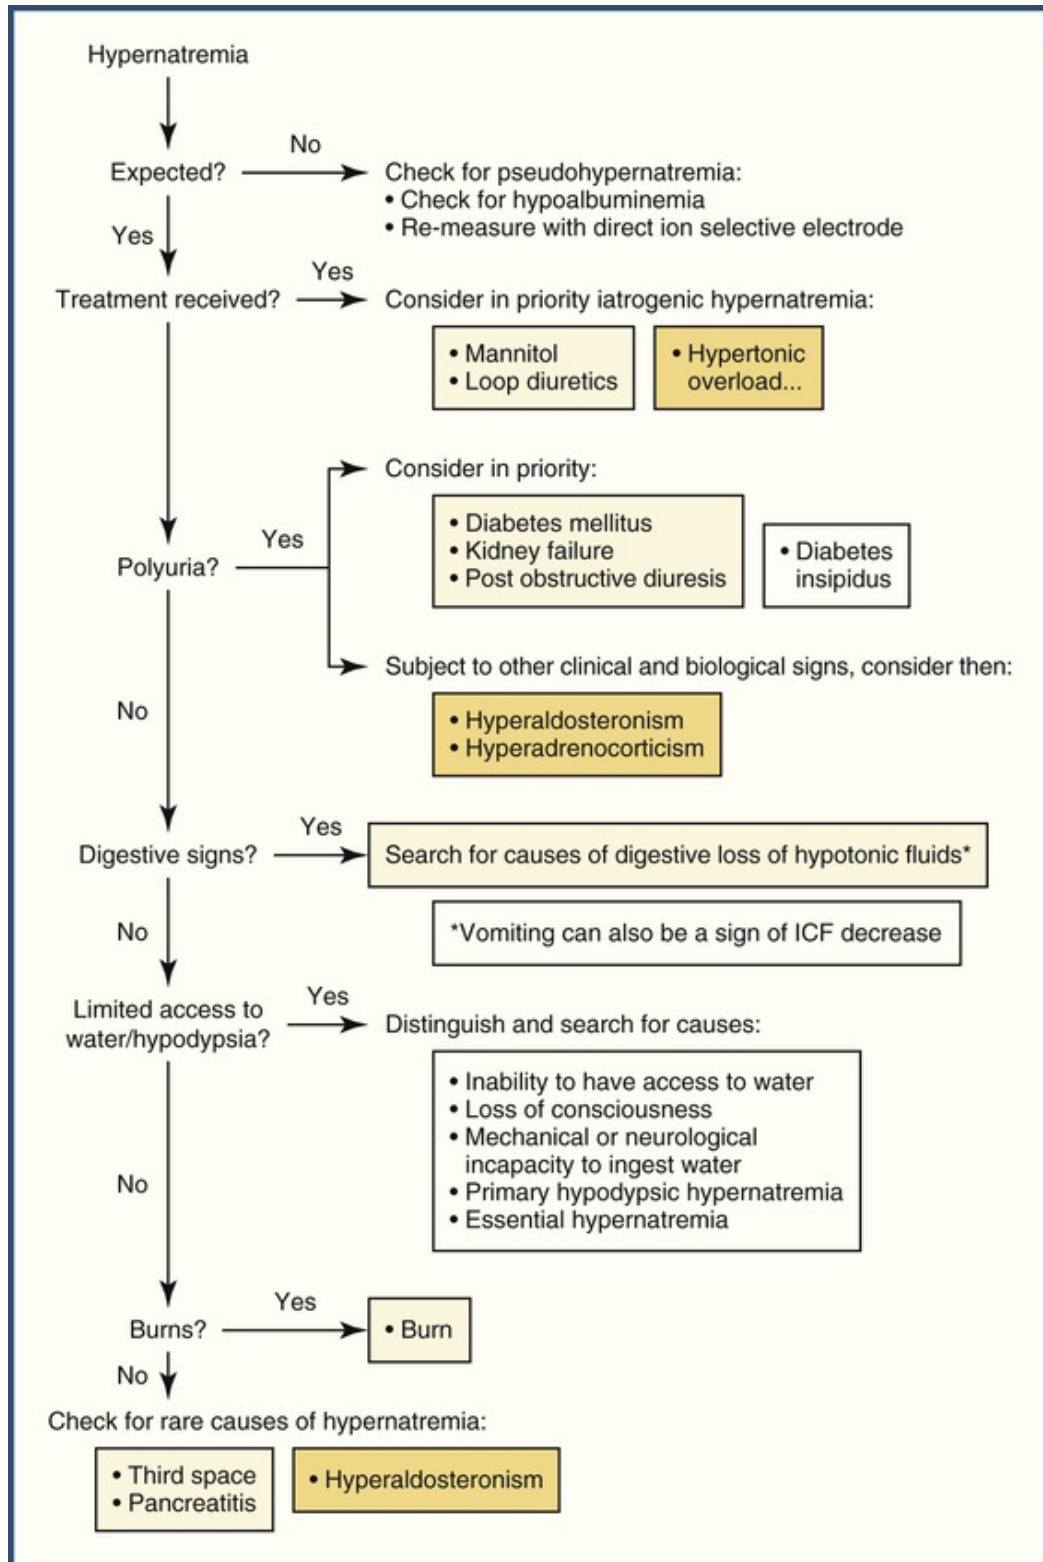 Hypernatremia
No
Expected?
Check for pseudohypernatremia:
• Check for hypoalbuminemia
• Re-measure with direct ion selective electrode
Yes
Yes
Treatment received?
Consider in priority iatrogenic hypernatremia:
• Mannitol
• Loop diuretics
• Hypertonic
overload...
Consider in priority:
• Diabetes mellitus
• Kidney failure
• Post obstructive diuresis
• Diabetes
insipidus
Yes
Polyuria?
Subject to other clinical and biological signs, consider then:
• Hyperaldosteronism
• Hyperadrenocorticism
No
Yes
Digestive signs?
Search for causes of digestive loss of hypotonic fluids*
*Vomiting can also be a sign of ICF decrease
No
Yes
Limited access to
water/hypodypsia?
Distinguish and search for causes:
• Inability to have access to water
• Loss of consciousness
• Mechanical or neurological
incapacity to ingest water
• Primary hypodypsic hypernatremia
• Essential hypernatremia
No
Yes
Burns?
• Burn
No
Check for rare causes of hypernatremia:
• Third space
• Pancreatitis
• Hyperaldosteronism